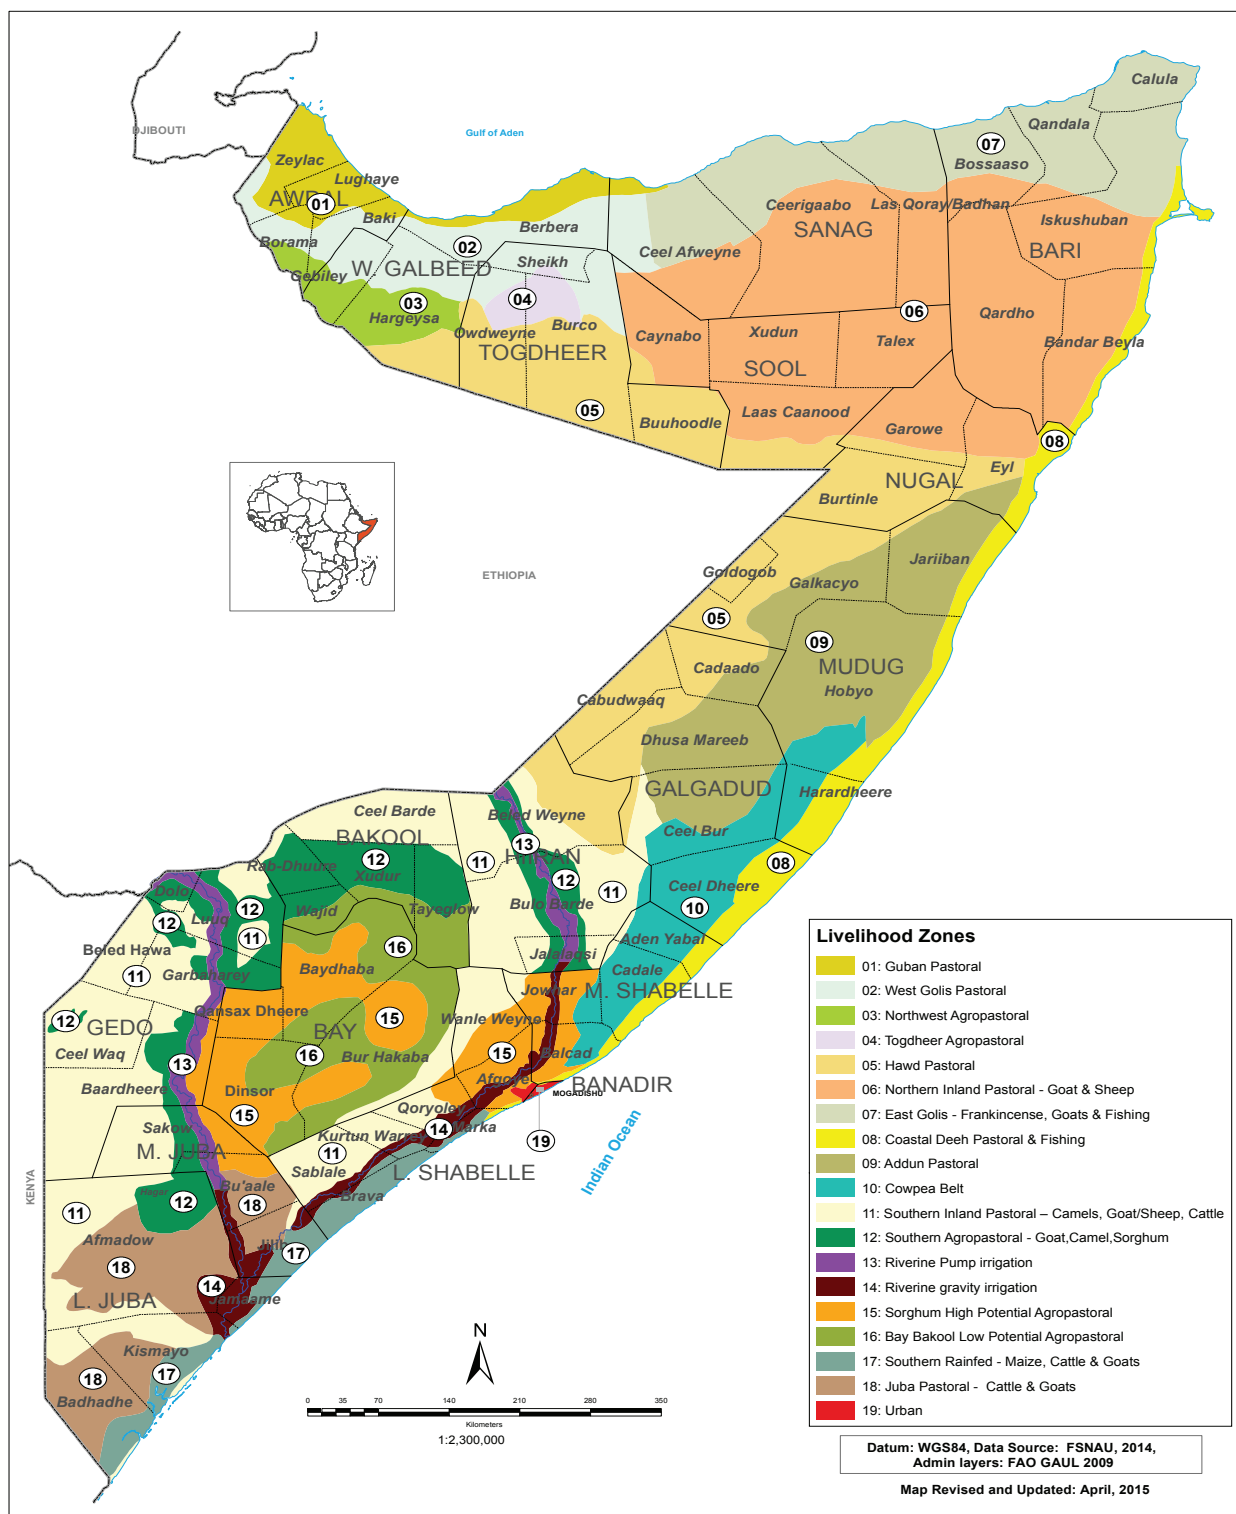 Calula
Qandala
07
Bossaaso
DJIBOUTI
Gulf of Aden
Zeylac
Lughaye
AWDAL
01
Baki
Ceerigaabo
Las Qoray/Badhan
Iskushuban
SANAG
BARI
Borama
Berbera
02
Gebiley
W. GALBEED
Sheikh
Ceel Afweyne
03
04
Hargeysa
Owdweyne
Burco
06
Qardho
TOGDHEER
Caynabo
Xudun
Talex
Bandar Beyla
SOOL
05
Buuhoodle
Laas Caanood
Garowe
08
Eyl
NUGAL
Burtinle
Jariiban
Goldogob
Galkacyo
ETHIOPIA
05
09
MUDUG
Cadaado
Hobyo
Cabudwaaq
Dhusa Mareeb
GALGADUD
Harardheere
Ceel Barde
Beled Weyne
BAKOOL
Ceel Bur
13
HIIRAN
Rab-Dhuure
12
Xudur
11
08
12
Dolo
Ceel Dheere
11
Luuq
12
Wajid
Tayeglow
Bulo Barde
10
12
11
16
Aden Yabal
Beled Hawa
Jalalaqsi
11
Garbaharey
Baydhaba
Cadale
Jowhar
M. SHABELLE
12
GEDO
Qansax Dheere
15
Wanle Weyne
BAY
Ceel Waq
16
Bur Hakaba
15
Balcad
13
Baardheere
Dinsor
Afgoye
BANADIR
MOGADISHU
15
Qoryoley
Sakow
14
Marka
19
Kurtun Warrey
M. JUBA
11
Sablale
L. SHABELLE
Indian Ocean
KENYA
Hagar
Bu'aale
Brava
12
18
11
Afmadow
Jilib
17
18
14
L. JUBA
Jamaame
Kismayo
18
17
Badhadhe
N
0 35 70 140 210 280 350
Kilometers
1:2,300,000
Livelihood Zones
01: Guban Pastoral
02: West Golis Pastoral
03: Northwest Agropastoral
04: Togdheer Agropastoral
05: Hawd Pastoral
06: Northern Inland Pastoral - Goat & Sheep
07: East Golis - Frankincense, Goats & Fishing
08: Coastal Deeh Pastoral & Fishing
09: Addun Pastoral
10: Cowpea Belt
11: Southern Inland Pastoral – Camels, Goat/Sheep, Cattle
12: Southern Agropastoral - Goat,Camel,Sorghum
13: Riverine Pump irrigation
14: Riverine gravity irrigation
15: Sorghum High Potential Agropastoral
16: Bay Bakool Low Potential Agropastoral
17: Southern Rainfed - Maize, Cattle & Goats
18: Juba Pastoral - Cattle & Goats
19: Urban
Datum: WGS84, Data Source: FSNAU, 2014,
Admin layers: FAO GAUL 2009
Map Revised and Updated: April, 2015